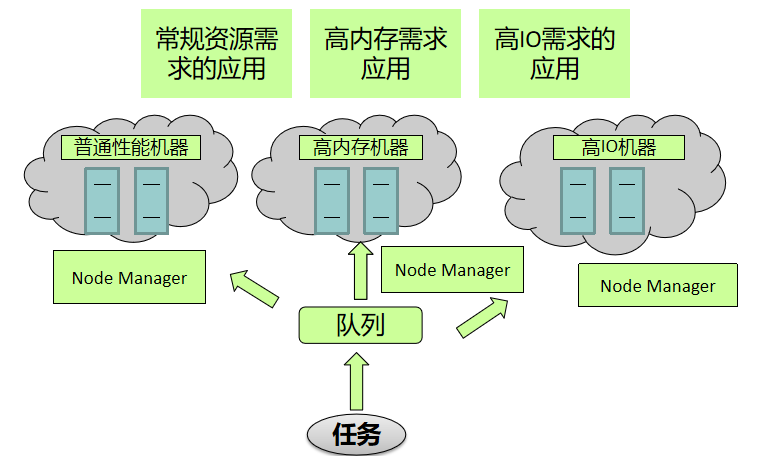 常规资源需
求的应用
高内存需求
应用
高IO需求的
应用
普通性能机器
高内存机器
高IO机器
Node Manager
Node Manager
Node Manager
队列
任务